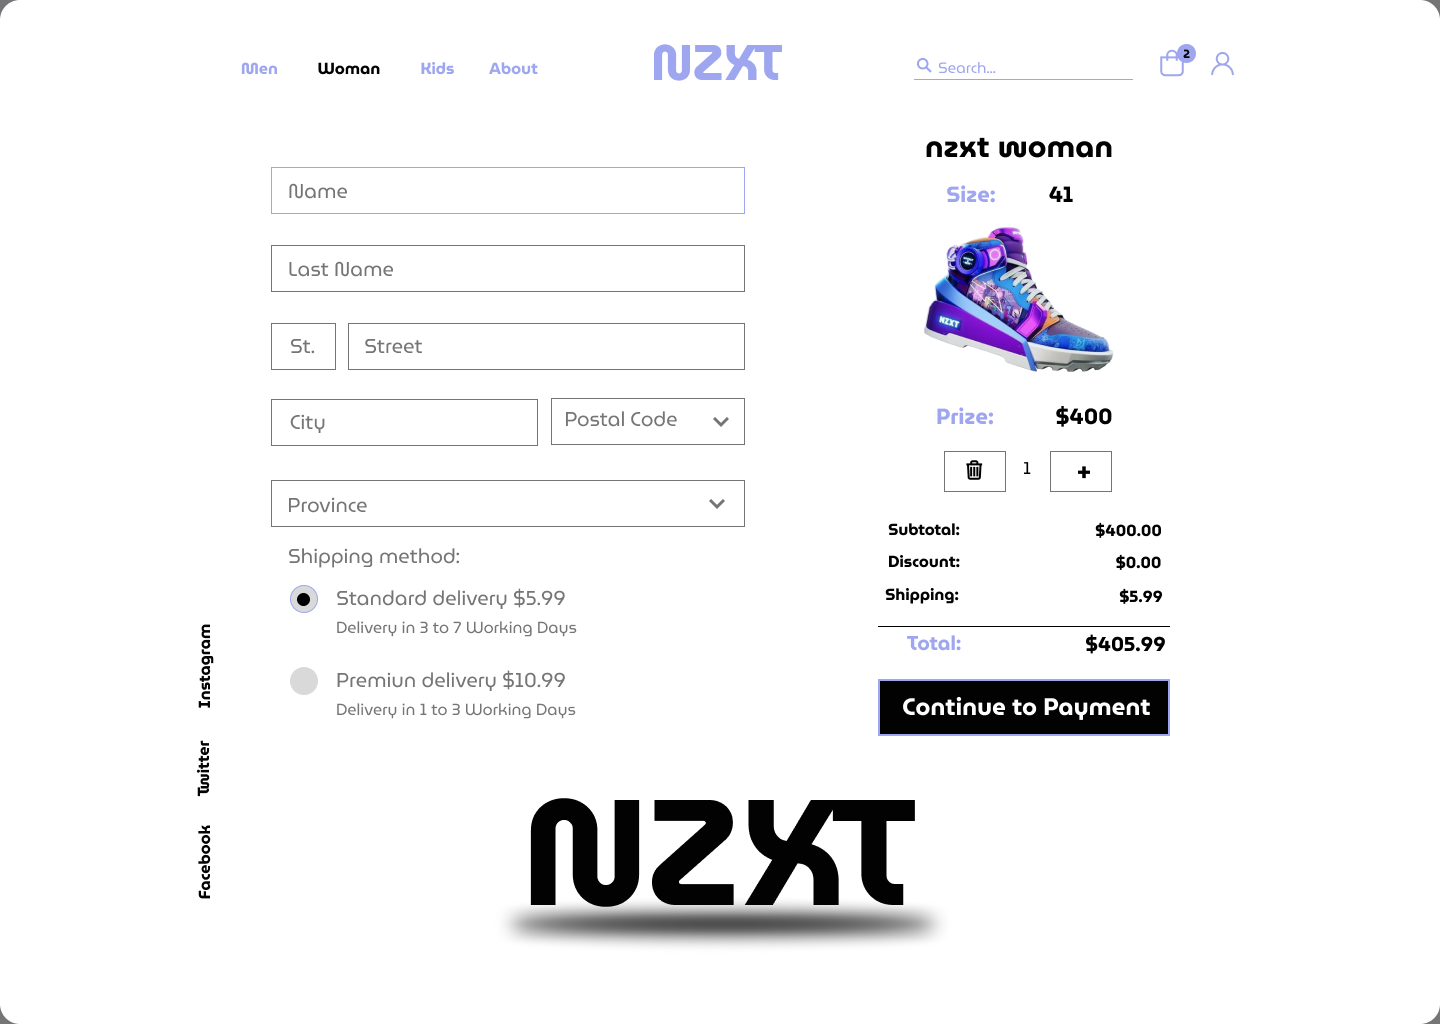 Men Woman Kids About
NZXT
Search...
2
Name
Last Name
St. Street
City Postal Code
Province
Shipping method:
Standard delivery $5.99
Delivery in 3 to 7 Working Days
Premiun delivery $10.99
Delivery in 1 to 3 Working Days
nzxt woman
Size: 41
NZXT
Prize: $400
1 +
Subtotal: $400.00
Discount: $0.00
Shipping: $5.99
Total: $405.99
Continue to Payment
Instagram
Twitter
Facebook
NZXT